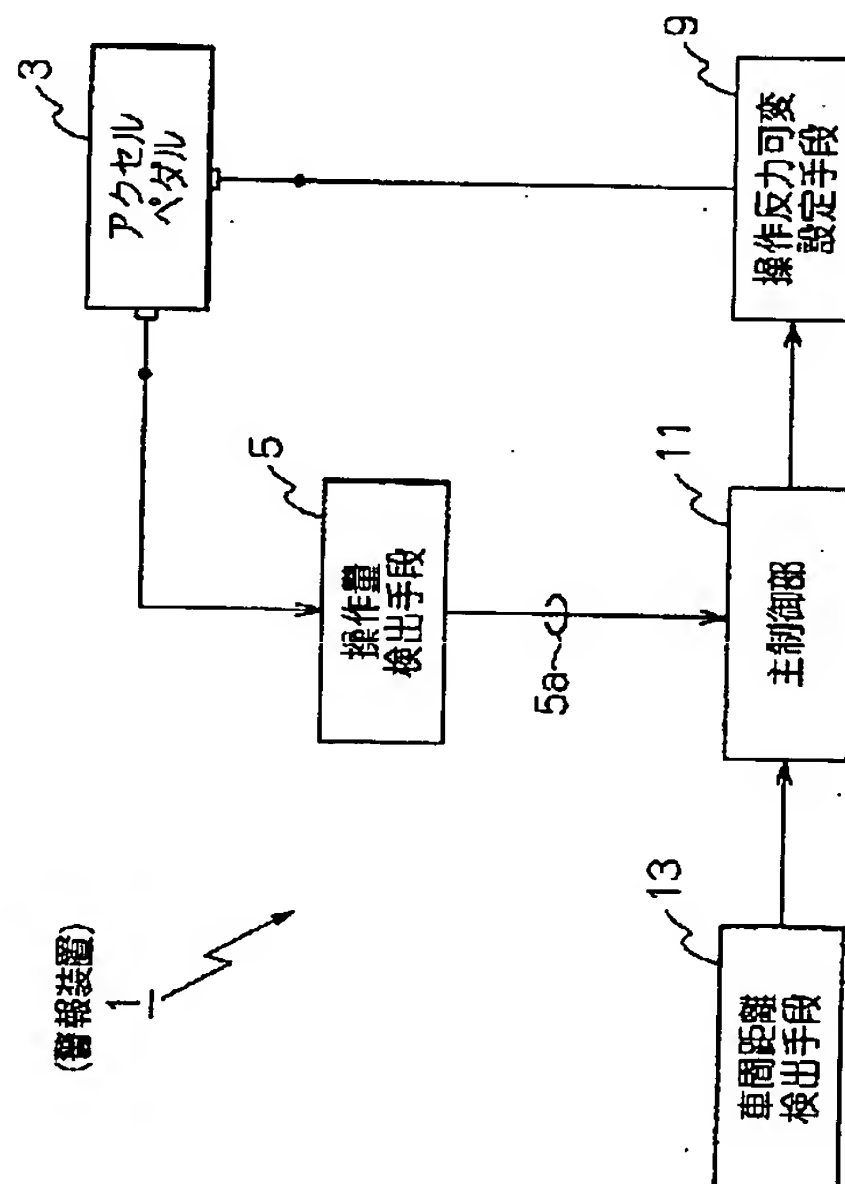 (警報装置)
1
3
アクセル
ペダル
5
操作量
検出手段
5a
9
操作反力可変
設定手段
11
主制御部
13
車間距離
検出手段